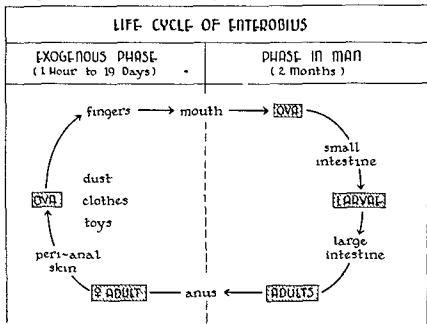 LIFE CYCLE OF ENTEROBIUS
EXOGENOUS PHASE
(1 Hour to 19 Days)
PHASE IN MAN
(2 Months)
fingers
mouth
OVA
small
intestine
LARVAE
large
intestine
ADULTS
anus
♀ ADULT
peri-anal
skin
OVA
dust
clothes
toys